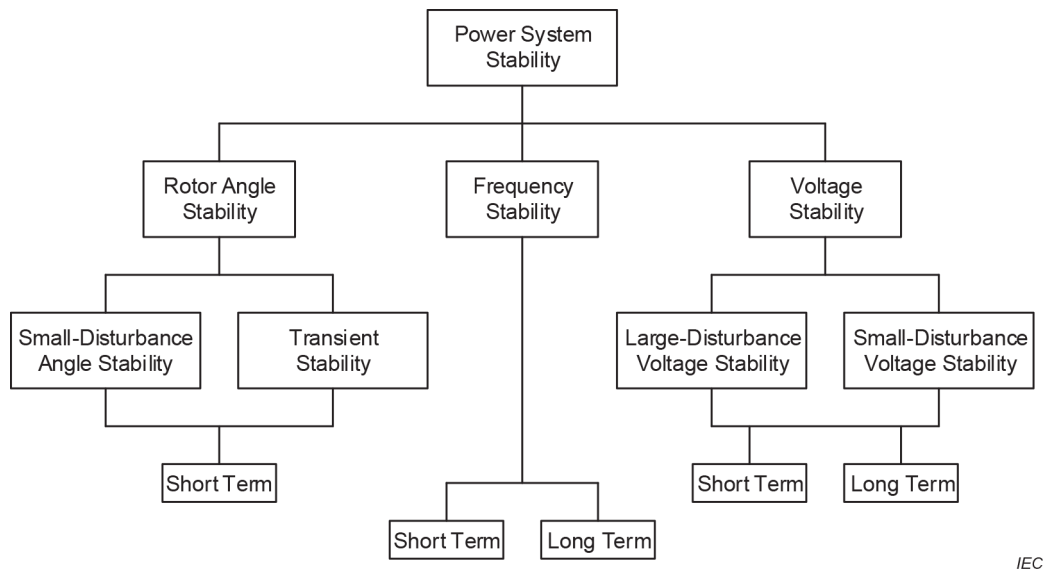 Power System
Stability
Rotor Angle
Stability
Frequency
Stability
Voltage
Stability
Small-Disturbance
Angle Stability
Transient
Stability
Large-Disturbance
Voltage Stability
Small-Disturbance
Voltage Stability
Short Term
Short Term
Long Term
Short Term
Long Term
IEC